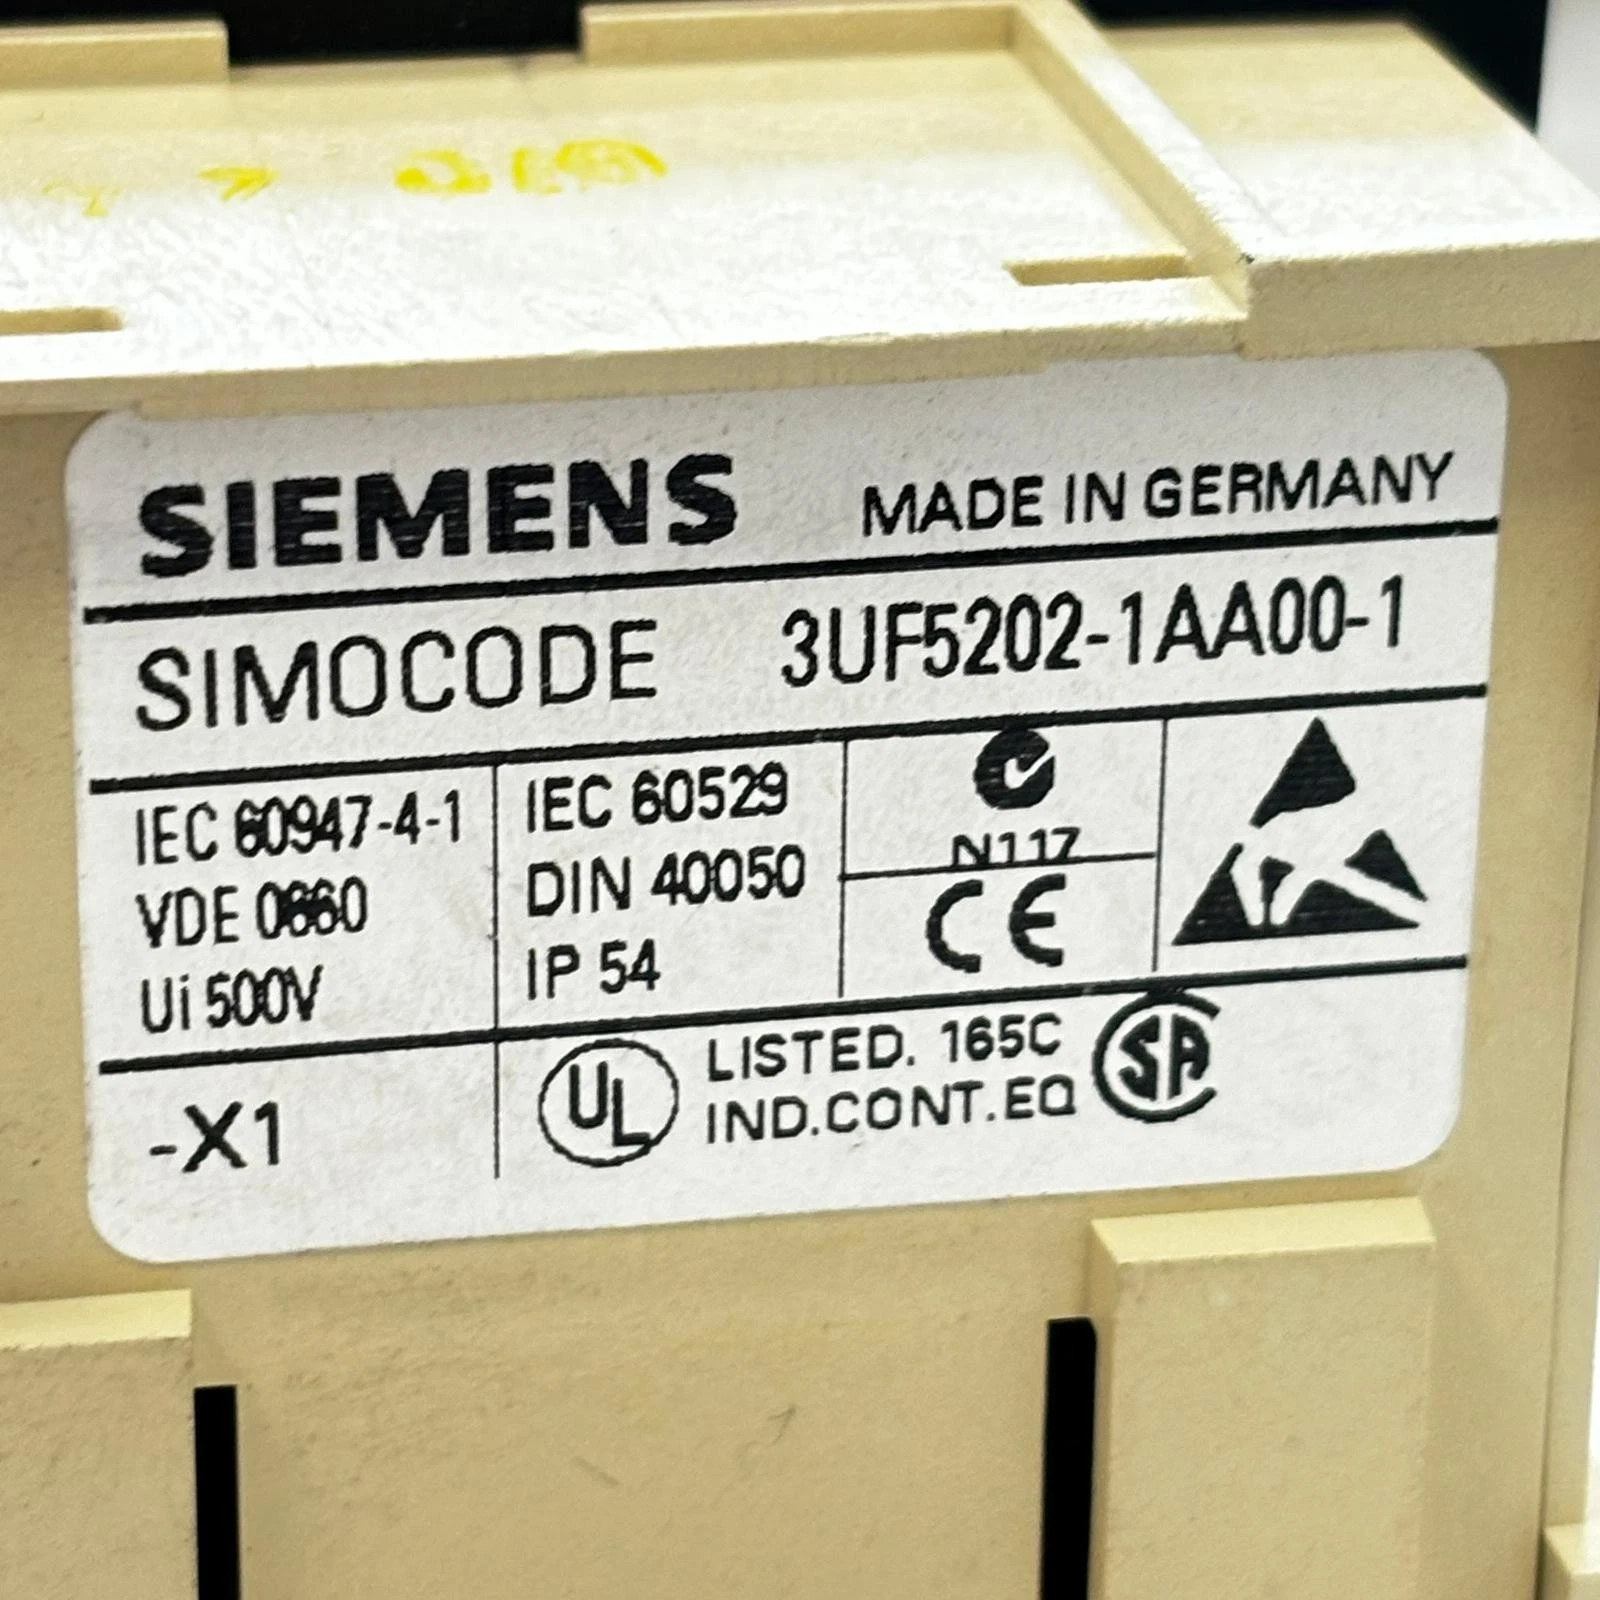 SIEMENS MADE IN GERMANY
SIMOCODE 3UF5202-1AA00-1
IEC 60947-4-1
VDE 0660
Ui 500V
IEC 60529
DIN 40050
IP 54
N117
CE
-X1
UL LISTED. 165C
IND.CONT.EQ
SA